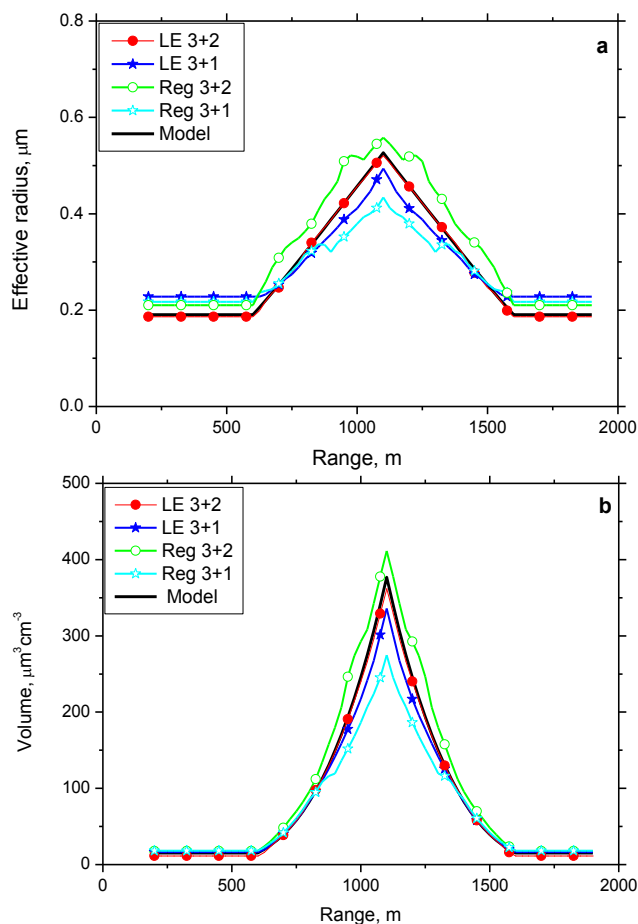 0.8
a
LE 3+2
LE 3+1
Reg 3+2
Reg 3+1
Model
0.6
0.4
0.2
0.0
Effective radius, μm
0 500 1000 1500 2000
Range, m
500
b
LE 3+2
LE 3+1
Reg 3+2
Reg 3+1
Model
400
300
200
100
0
Volume, μm³cm⁻³
0 500 1000 1500 2000
Range, m